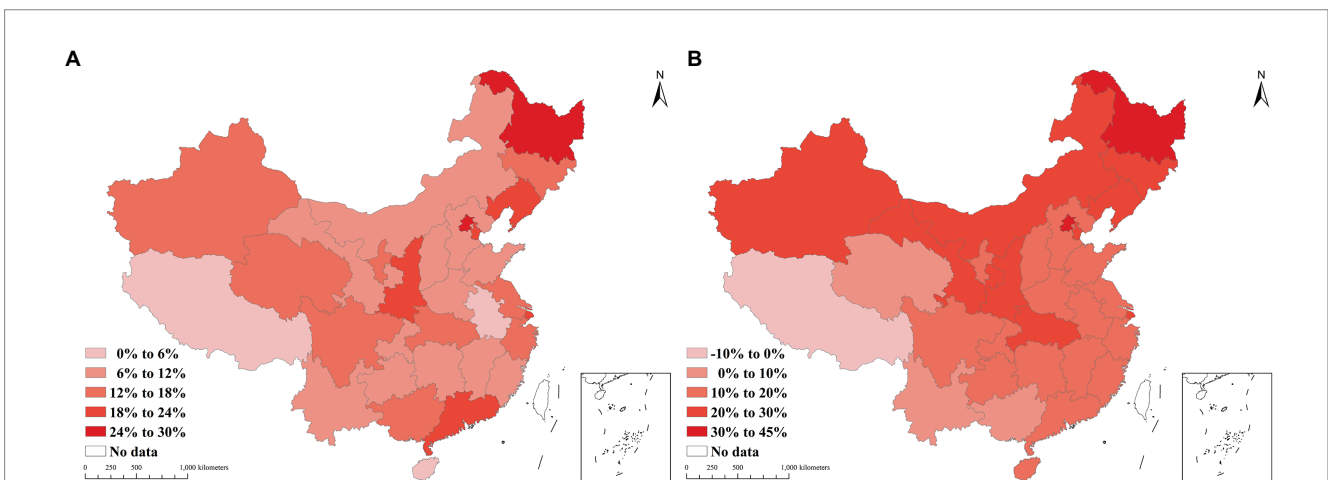 A
N
0% to 6%
6% to 12%
12% to 18%
18% to 24%
24% to 30%
No data
0 250 500 1,000 kilometers
B
N
-10% to 0%
0% to 10%
10% to 20%
20% to 30%
30% to 45%
No data
0 250 500 1,000 kilometers